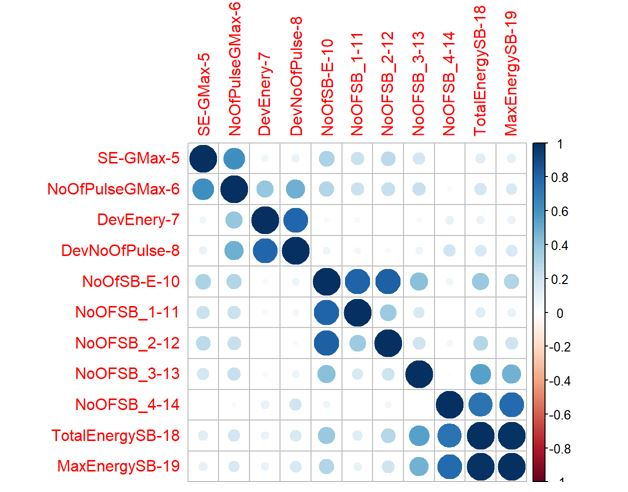 SE-GMax-5
NoOfPulseGMax-6
DevEnery-7
DevNoOfPulse-8
NoOfSB-E-10
NoOFSB_1-11
NoOFSB_2-12
NoOFSB_3-13
NoOFSB_4-14
TotalEnergySB-18
MaxEnergySB-19
SE-GMax-5
NoOfPulseGMax-6
DevEnery-7
DevNoOfPulse-8
NoOfSB-E-10
NoOFSB_1-11
NoOFSB_2-12
NoOFSB_3-13
NoOFSB_4-14
TotalEnergySB-18
MaxEnergySB-19
1
0.8
0.6
0.4
0.2
0
-0.2
-0.4
-0.6
-0.8
-1